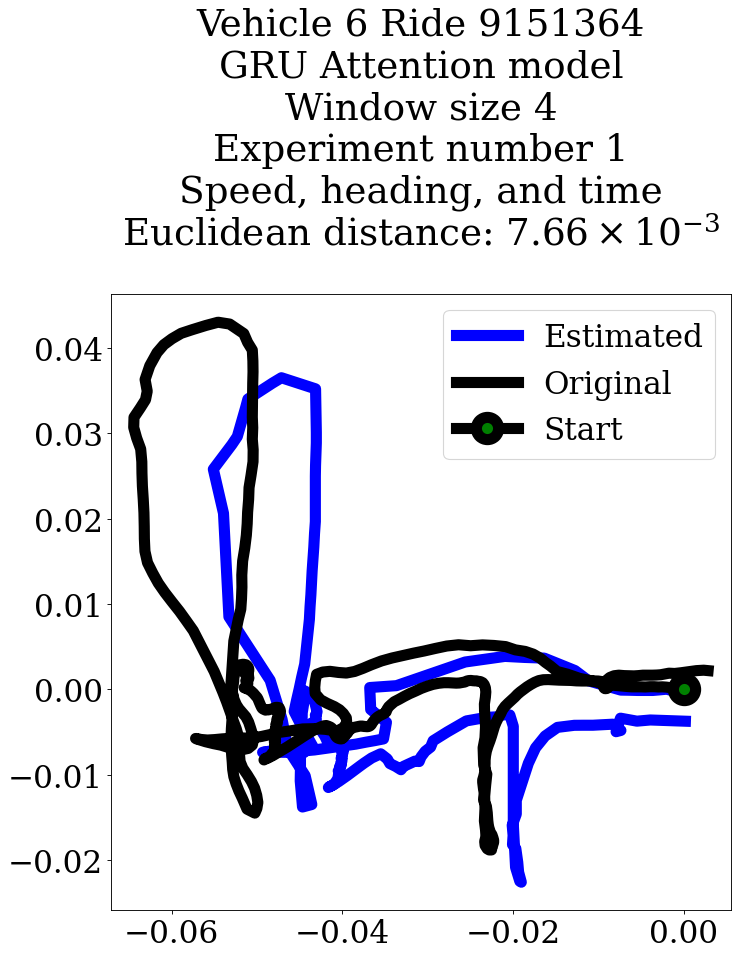 Vehicle 6 Ride 9151364
GRU Attention model
Window size 4
Experiment number 1
Speed, heading, and time
Euclidean distance: 7.66 × 10⁻³
Estimated
Original
Start
0.04
0.03
0.02
0.01
0.00
−0.01
−0.02
−0.06
−0.04
−0.02
0.00